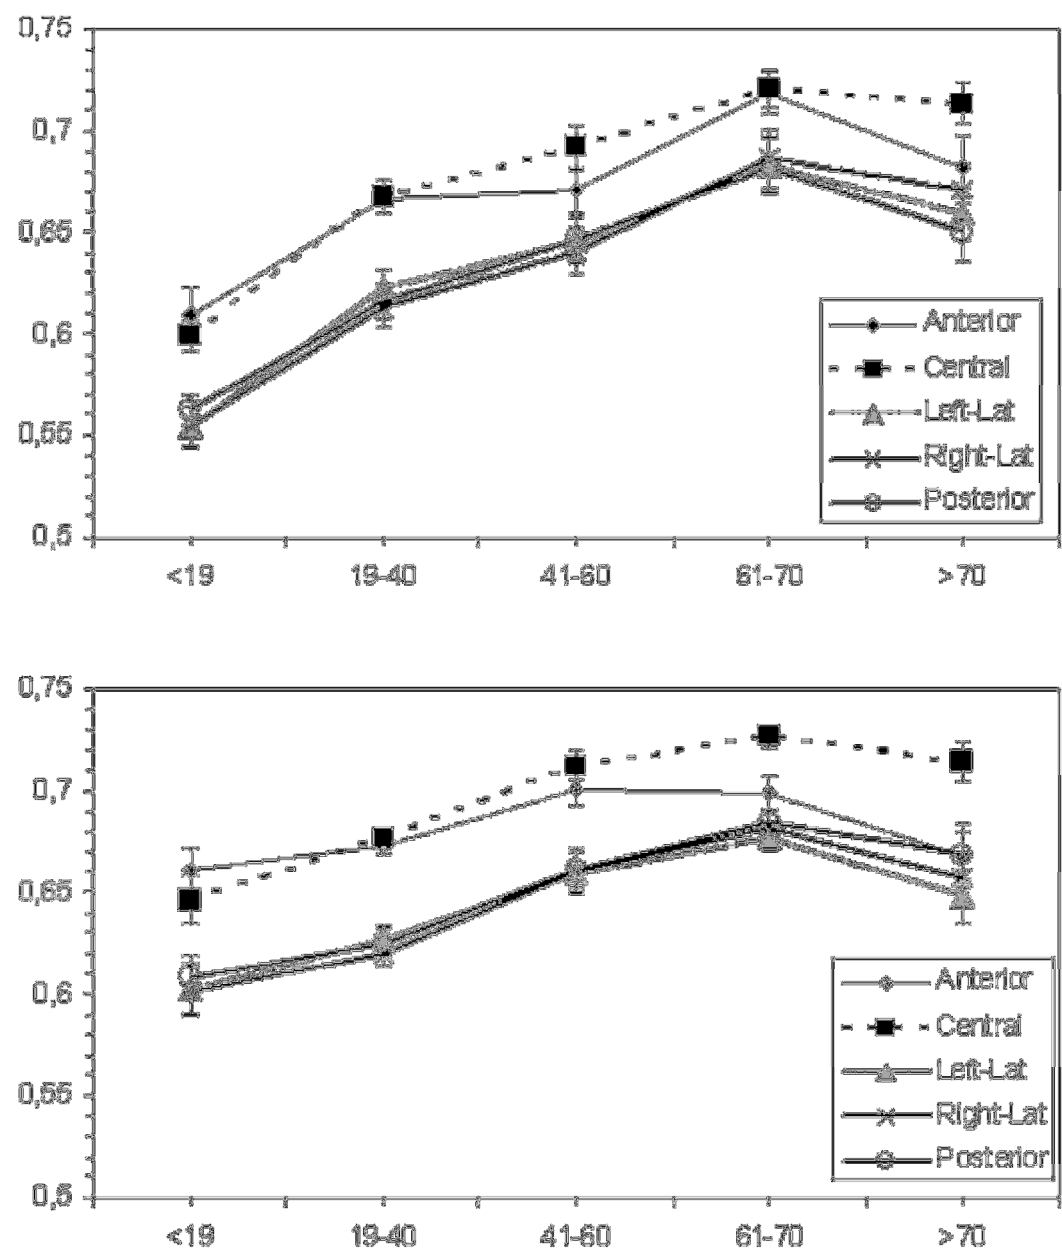 0,75
0,7
0,65
0,6
0,55
0,5
<19 19-40 41-60 61-70 >70
Anterior
Central
Left-Lat
Right-Lat
Posterior
0,75
0,7
0,65
0,6
0,55
0,5
<19 19-40 41-60 61-70 >70
Anterior
Central
Left-Lat
Right-Lat
Posterior